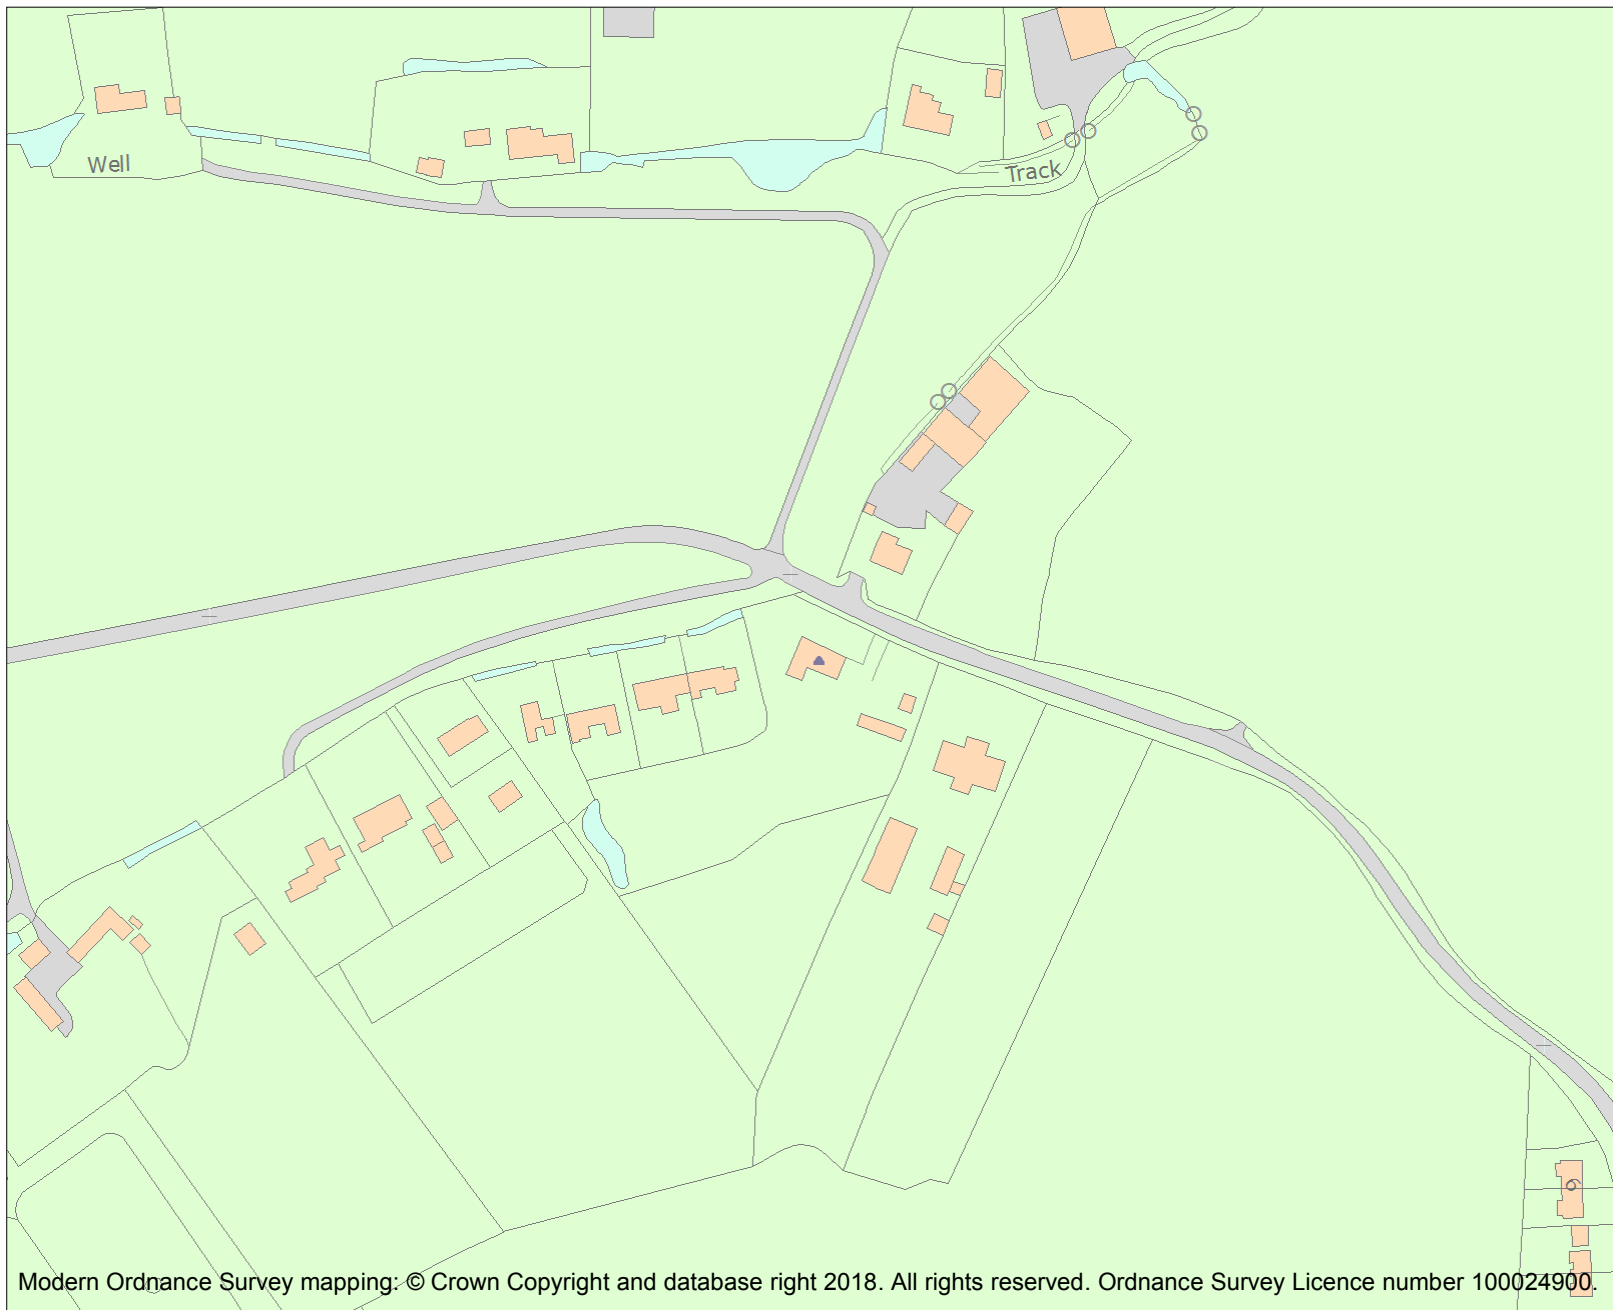 Well
Track
6
Modern Ordnance Survey mapping: © Crown Copyright and database right 2018. All rights reserved. Ordnance Survey Licence number 100024900.